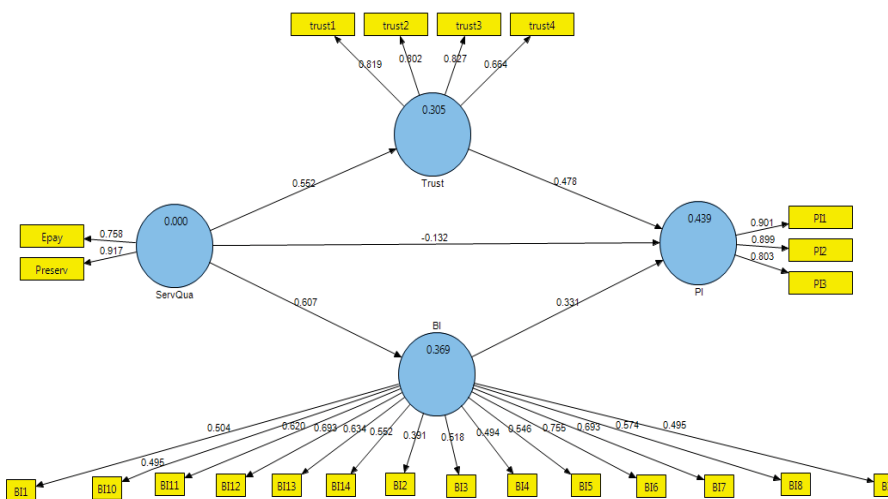 trust1 trust2 trust3 trust4
0.819 0.802 0.827 0.664
0.305
Trust
0.552 0.478
0.000
ServQua
Epay 0.758
Preserv 0.917
-0.132
0.439
PI
0.901 PI1
0.899 PI2
0.803 PI3
0.607 0.331
BI
0.369
0.504 0.495 0.620 0.693 0.634 0.552 0.391 0.518 0.494 0.546 0.755 0.693 0.574 0.495
BI1 BI10 BI11 BI12 BI13 BI14 BI2 BI3 BI4 BI5 BI6 BI7 BI8